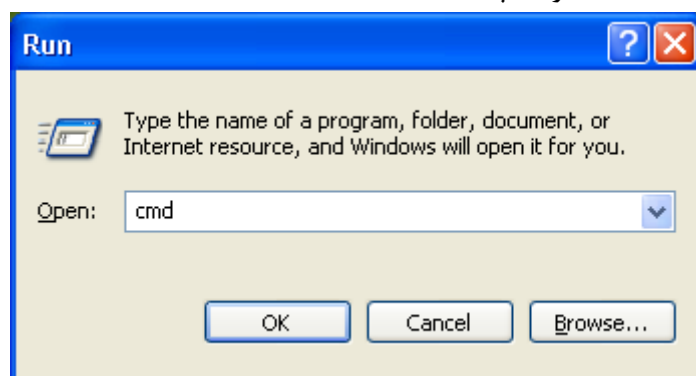 Run
Type the name of a program, folder, document, or
Internet resource, and Windows will open it for you.
Open: cmd
OK Cancel Browse...